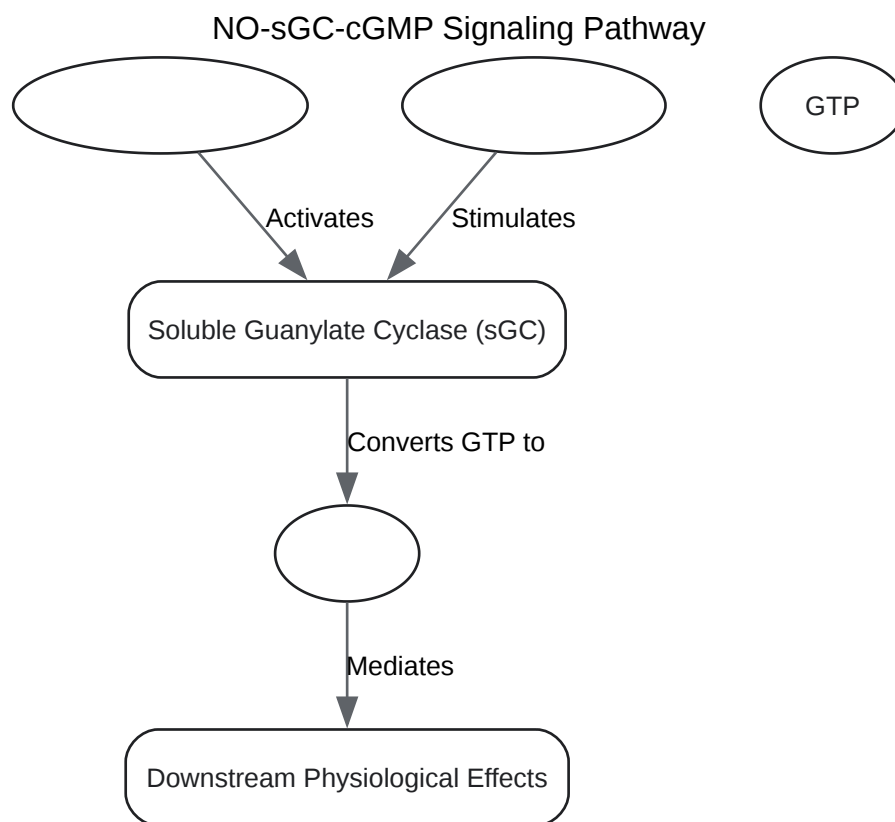 NO-sGC-cGMP Signaling Pathway
GTP
Activates
Stimulates
Soluble Guanylate Cyclase (sGC)
Converts GTP to
Mediates
Downstream Physiological Effects